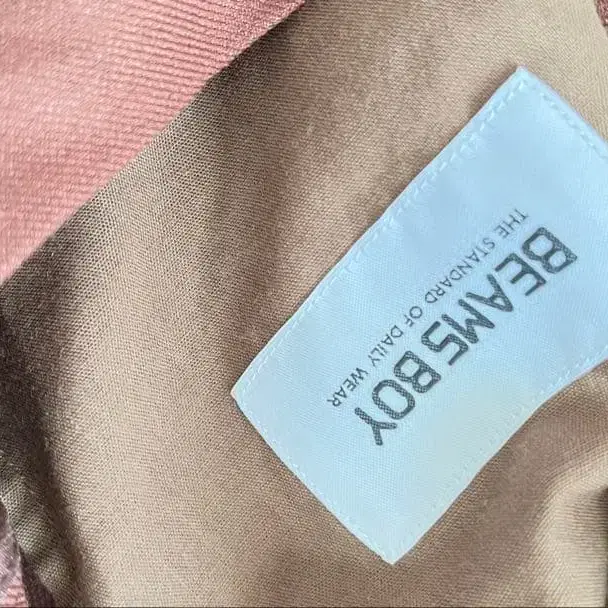 BEAMS BOY
THE STANDARD OF DAILY WEAR